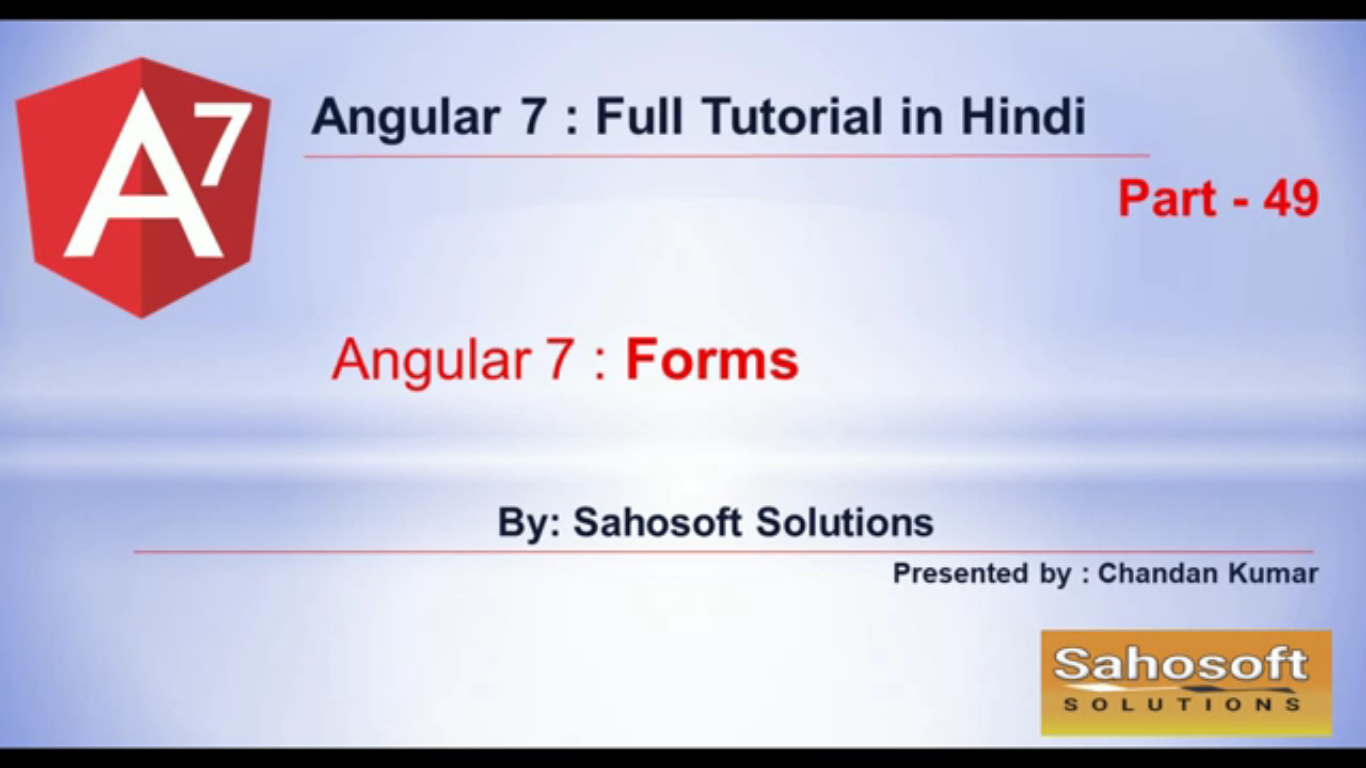 A7
Angular 7 : Full Tutorial in Hindi
Part - 49
Angular 7 : Forms
By: Sahosoft Solutions
Presented by : Chandan Kumar
Sahosoft
SOLUTIONS